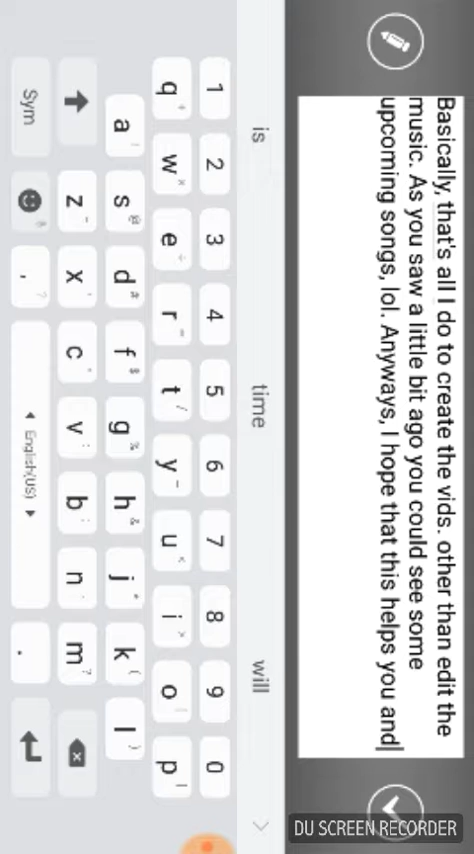 Basically, that's all I do to create the vids. other than edit the
music. As you saw a little bit ago you could see some
upcoming songs, lol. Anyways, I hope that this helps you and
is time will
1 2 3 4 5 6 7 8 9 0
q w e r t y u i o p
a s d f g h j k l
z x c v b n m
Sym , English(US) .
DU SCREEN RECORDER